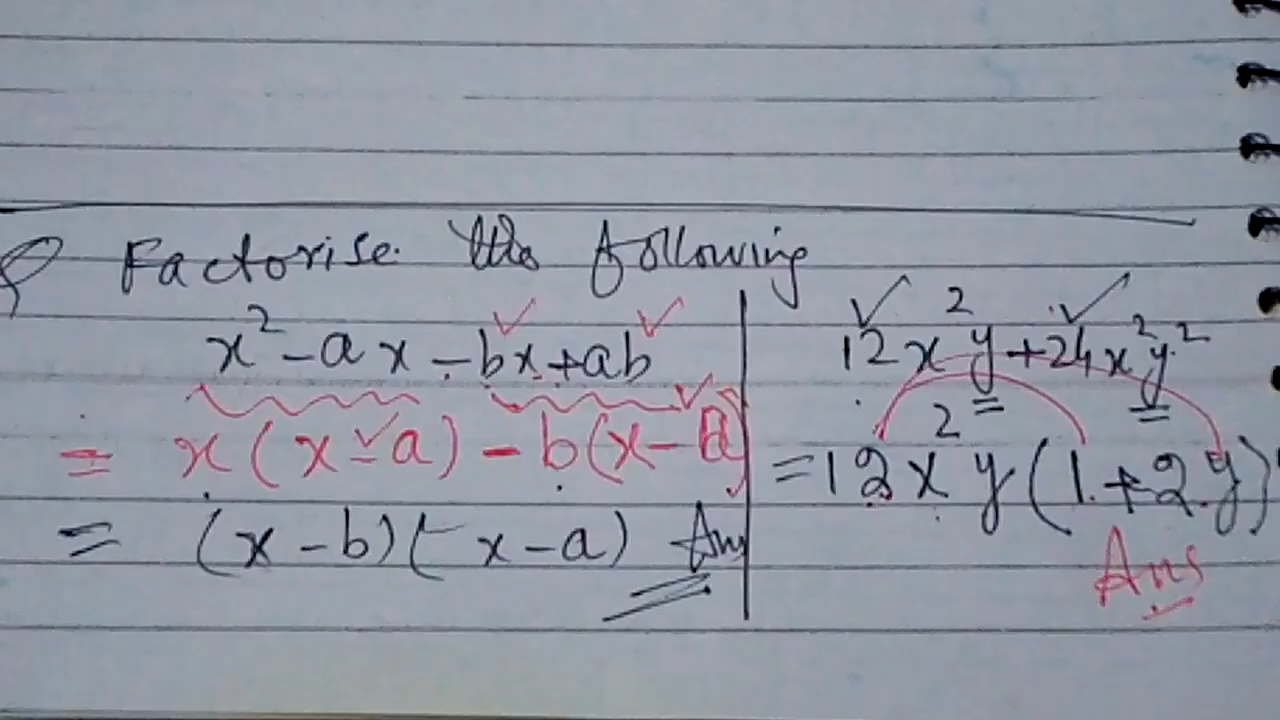 Q Factorise the following
x² - ax - bx + ab
= x(x - a) - b(x - a)
= (x - b)(x - a) Ans
12x²y + 24x²y²
= 12x²y(1 + 2y)
Ans